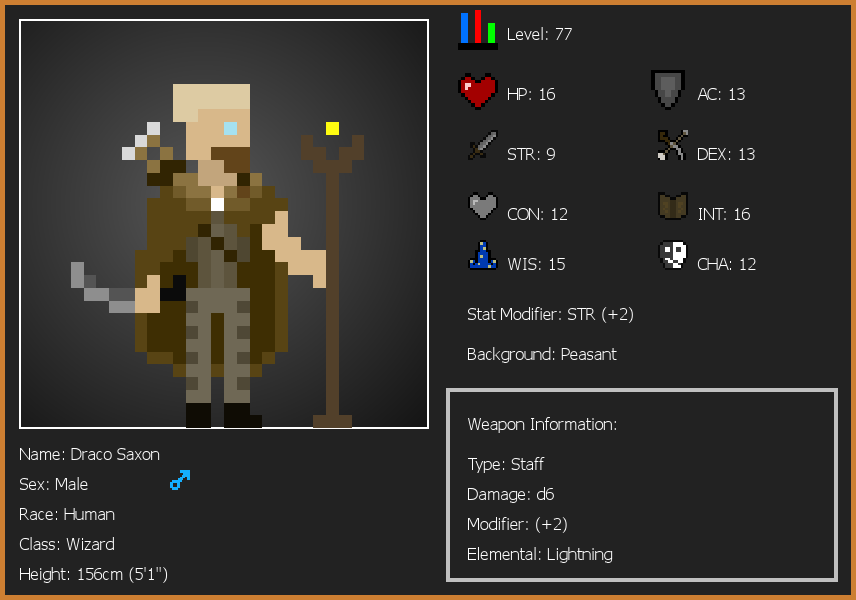 Level: 77
HP: 16
AC: 13
STR: 9
DEX: 13
CON: 12
INT: 16
WIS: 15
CHA: 12
Stat Modifier: STR (+2)
Background: Peasant
Weapon Information:
Type: Staff
Damage: d6
Modifier: (+2)
Elemental: Lightning
Name: Draco Saxon
Sex: Male
Race: Human
Class: Wizard
Height: 156cm (5'1")